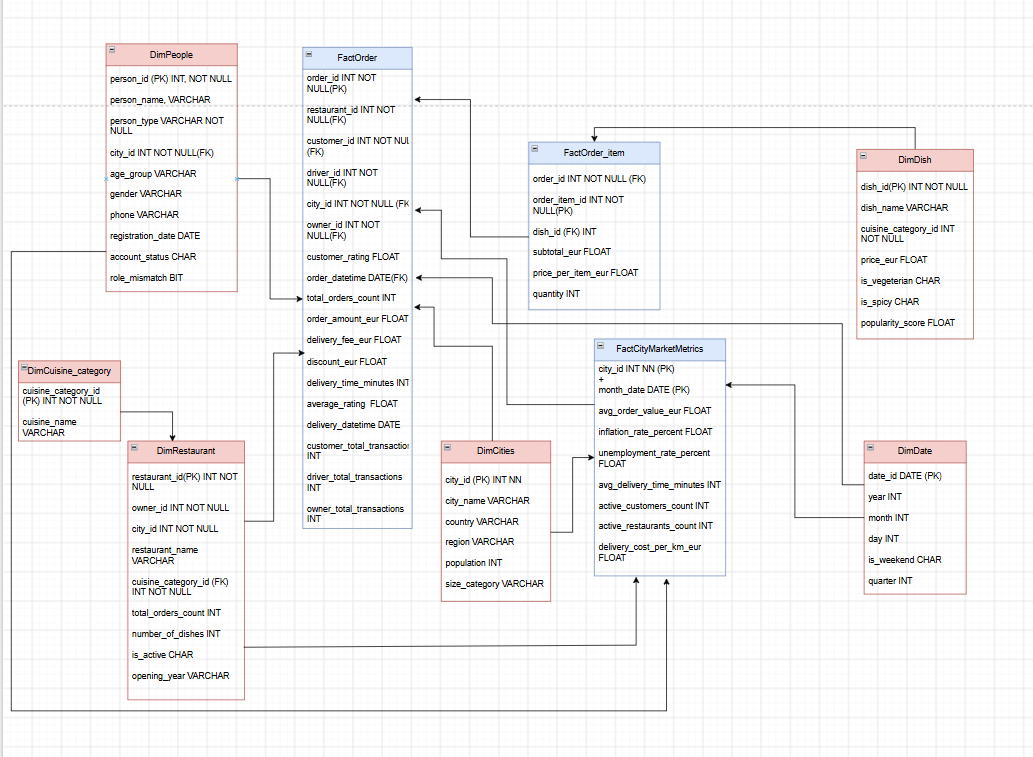 DimPeople
person_id (PK) INT, NOT NULL
person_name, VARCHAR
person_type VARCHAR NOT
NULL
city_id INT NOT NULL(FK)
age_group VARCHAR
gender VARCHAR
phone VARCHAR
registration_date DATE
account_status CHAR
role_mismatch BIT
FactOrder
order_id INT NOT
NULL(PK)
restaurant_id INT NOT
NULL(FK)
customer_id INT NOT NUL
(FK)
driver_id INT NOT
NULL(FK)
city_id INT NOT NULL (FK
owner_id INT NOT
NULL(FK)
customer_rating FLOAT
order_datetime DATE(FK)
total_orders_count INT
order_amount_eur FLOAT
delivery_fee_eur FLOAT
discount_eur FLOAT
delivery_time_minutes INT
average_rating FLOAT
delivery_datetime DATE
customer_total_transaction
INT
driver_total_transactions
INT
owner_total_transactions
INT
FactOrder_item
order_id INT NOT NULL (FK)
order_item_id INT NOT
NULL(PK)
dish_id (FK) INT
subtotal_eur FLOAT
price_per_item_eur FLOAT
quantity INT
DimDish
dish_id(PK) INT NOT NULL
dish_name VARCHAR
cuisine_category_id INT
NOT NULL
price_eur FLOAT
is_vegeterian CHAR
is_spicy CHAR
popularity_score FLOAT
FactCityMarketMetrics
city_id INT NN (PK)
+
month_date DATE (PK)
avg_order_value_eur FLOAT
inflation_rate_percent FLOAT
unemployment_rate_percent
FLOAT
avg_delivery_time_minutes INT
active_customers_count INT
active_restaurants_count INT
delivery_cost_per_km_eur
FLOAT
DimCuisine_category
cuisine_category_id
(PK) INT NOT NULL
cuisine_name
VARCHAR
DimRestaurant
restaurant_id(PK) INT NOT
NULL
owner_id INT NOT NULL
city_id INT NOT NULL
restaurant_name
VARCHAR
cuisine_category_id (FK)
INT NOT NULL
total_orders_count INT
number_of_dishes INT
is_active CHAR
opening_year VARCHAR
DimCities
city_id (PK) INT NN
city_name VARCHAR
country VARCHAR
region VARCHAR
population INT
size_category VARCHAR
DimDate
date_id DATE (PK)
year INT
month INT
day INT
is_weekend CHAR
quarter INT